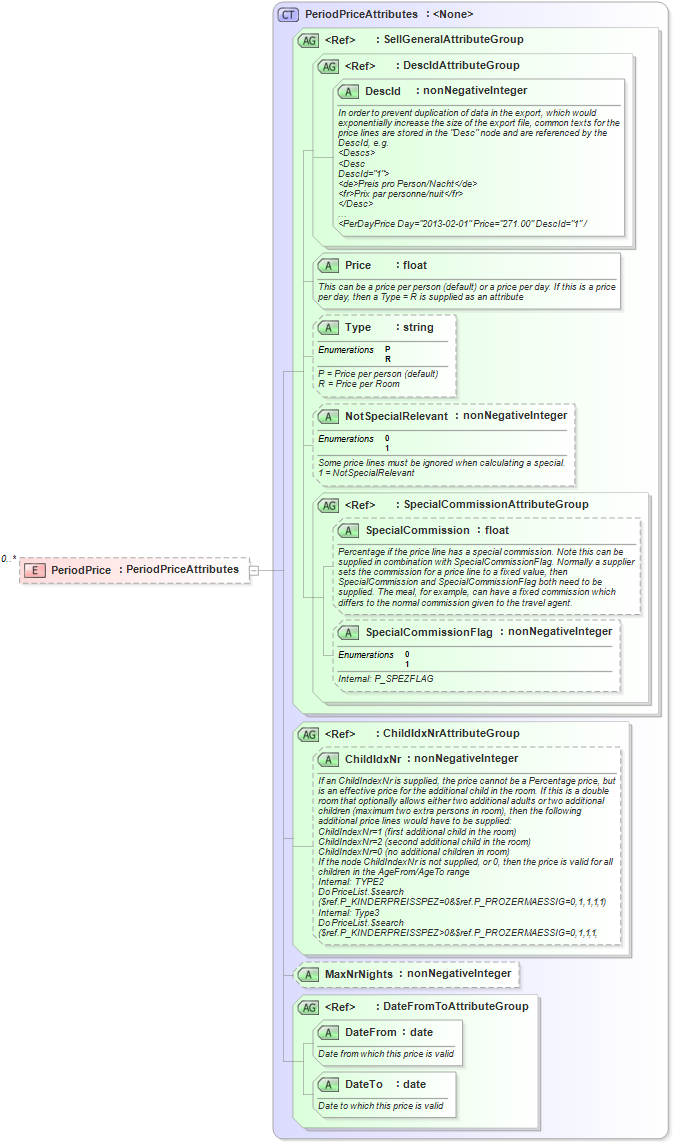 CT PeriodPriceAttributes : <None>
AG <Ref> : SellGeneralAttributeGroup
AG <Ref> : DescIdAttributeGroup
A DescId : nonNegativeInteger
In order to prevent duplication of data in the export, which would
exponentially increase the size of the export file, common texts for the
price lines are stored in the "Desc" node and are referenced by the
DescId, e.g.
<Descs>
<Desc
DescId="1">
<de>Preis pro Person/Nacht</de>
<fr>Prix par personne/nuit</fr>
</Desc>
...
<PerDayPrice Day="2013-02-01" Price="271.00" DescId="1" /
A Price : float
This can be a price per person (default) or a price per day. If this is a price
per day, then a Type = R is supplied as an attribute
A Type : string
Enumerations P
R
P = Price per person (default)
R = Price per Room
A NotSpecialRelevant : nonNegativeInteger
Enumerations 0
1
Some price lines must be ignored when calculating a special.
1 = NotSpecialRelevant
AG <Ref> : SpecialCommissionAttributeGroup
A SpecialCommission : float
Percentage if the price line has a special commission. Note this can be
supplied in combination with SpecialCommissionFlag. Normally a supplier
sets the commission for a price line to a fixed value, then
SpecialCommission and SpecialCommissionFlag both need to be
supplied. The meal, for example, can have a fixed commission which
differs to the normal commission given to the travel agent.
0..*
E PeriodPrice : PeriodPriceAttributes
A SpecialCommissionFlag : nonNegativeInteger
Enumerations 0
1
Internal: P_SPEZFLAG
AG <Ref> : ChildIdxNrAttributeGroup
A ChildIdxNr : nonNegativeInteger
If an ChildIndexNr is supplied, the price cannot be a Percentage price, but
is an effective price for the additional child in the room. If this is a double
room that optionally allows either two additional adults or two additional
children (maximum two extra persons in room), then the following
additional price lines would have to be supplied:
ChildIndexNr=1 (first additional child in the room)
ChildIndexNr=2 (second additional child in the room)
ChildIndexNr=0 (no additional children in room)
If the node ChildIndexNr is not supplied, or 0, then the price is valid for all
children in the AgeFrom/AgeTo range
Internal: TYPE2
DoPriceList.$search
($ref.P_KINDERPREISSPEZ=0&$ref.P_PROZERMAESSIG=0,1,1,1,1)
Internal: Type3
DoPriceList.$search
($ref.P_KINDERPREISSPEZ>0&$ref.P_PROZERMAESSIG=0,1,1,1,
A MaxNrNights : nonNegativeInteger
AG <Ref> : DateFromToAttributeGroup
A DateFrom : date
Date from which this price is valid
A DateTo : date
Date to which this price is valid